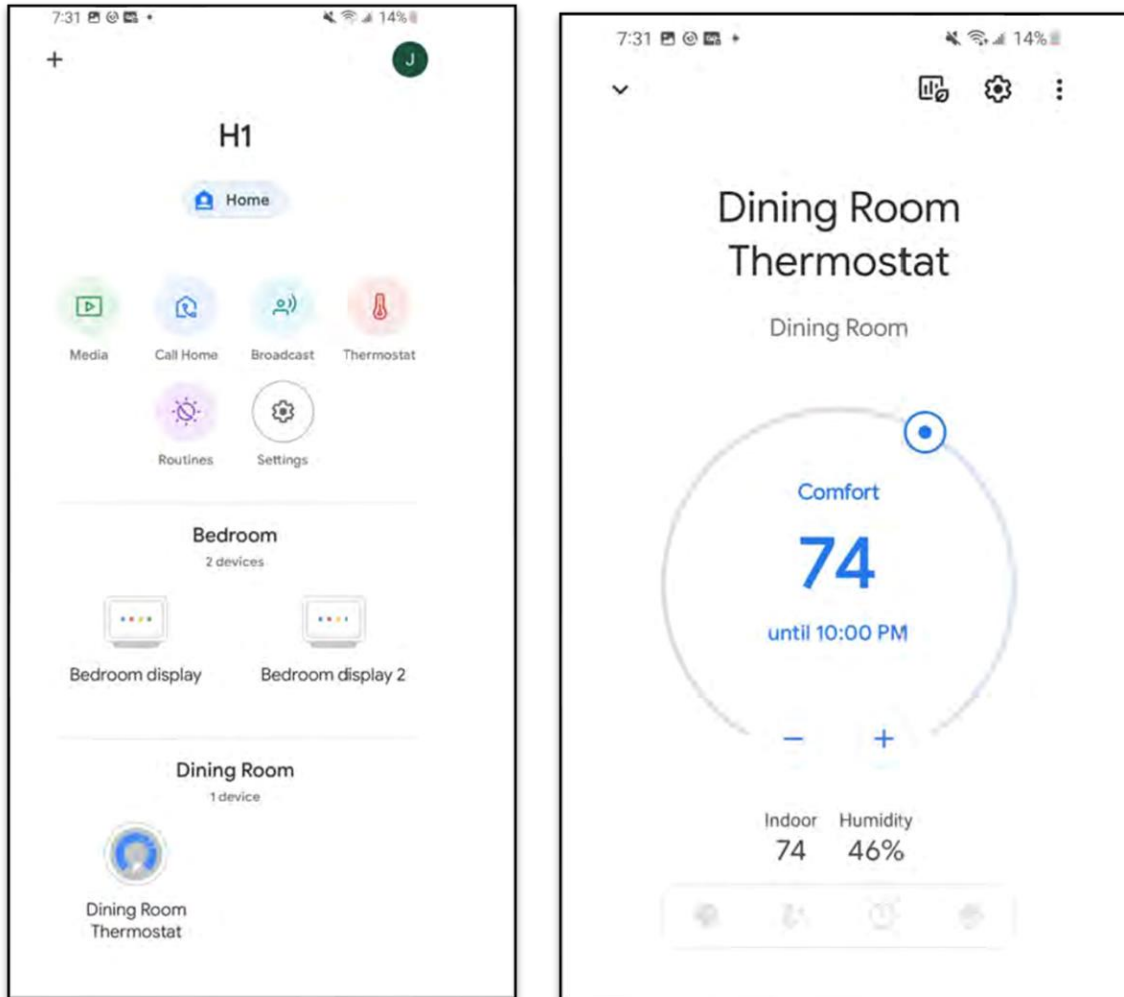 7:31
14%
+
J
H1
Home
Media Call Home Broadcast Thermostat
Routines Settings
Bedroom
2 devices
Bedroom display Bedroom display 2
Dining Room
1 device
Dining Room
Thermostat
7:31
14%
Dining Room
Thermostat
Dining Room
Comfort
74
until 10:00 PM
− +
Indoor Humidity
74 46%